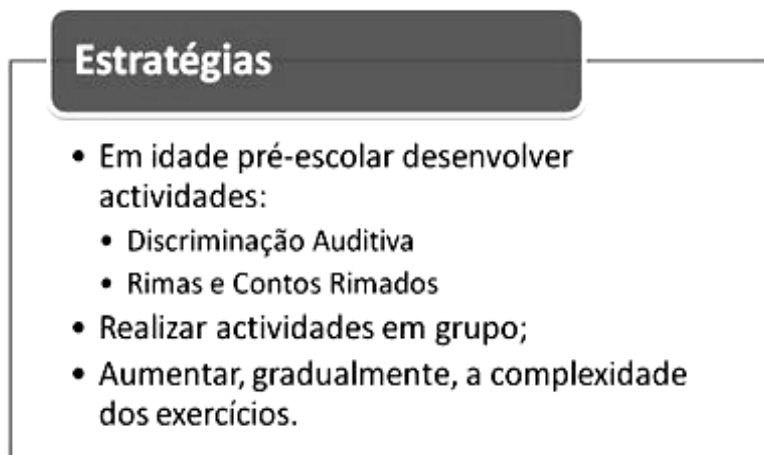 Estratégias
• Em idade pré-escolar desenvolver
actividades:
• Discriminação Auditiva
• Rimas e Contos Rimados
• Realizar actividades em grupo;
• Aumentar, gradualmente, a complexidade
dos exercícios.